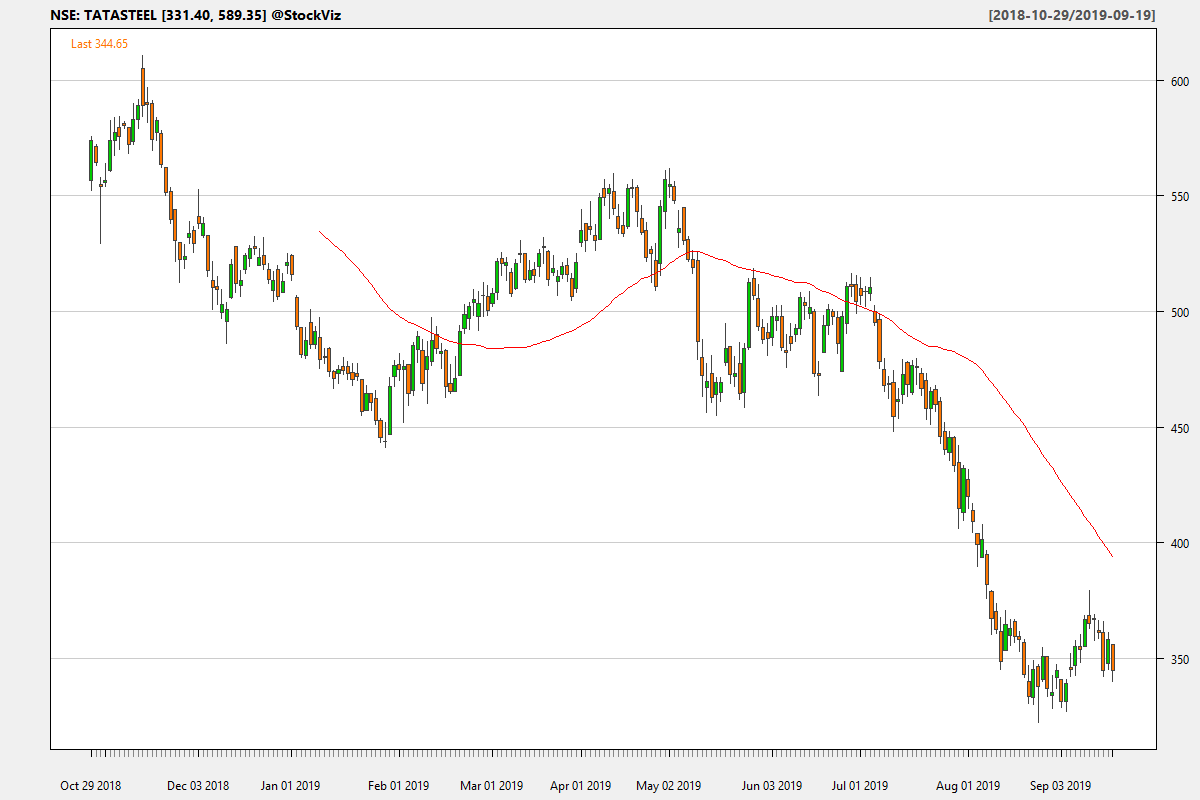 NSE: TATASTEEL [331.40, 589.35] @StockViz [2018-10-29/2019-09-19]
Last 344.65
600
550
500
450
400
350
Oct 29 2018 Dec 03 2018 Jan 01 2019 Feb 01 2019 Mar 01 2019 Apr 01 2019 May 02 2019 Jun 03 2019 Jul 01 2019 Aug 01 2019 Sep 03 2019